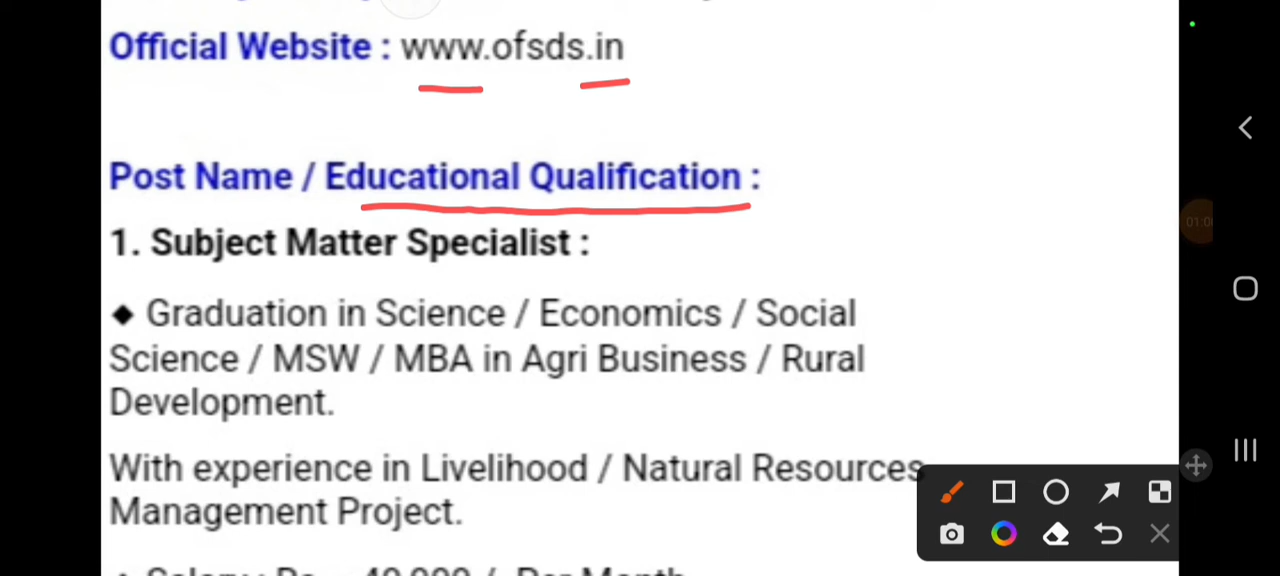 Official Website : www.ofsds.in
Post Name / Educational Qualification :
1. Subject Matter Specialist :
◆ Graduation in Science / Economics / Social
Science / MSW / MBA in Agri Business / Rural
Development.
With experience in Livelihood / Natural Resources
Management Project.